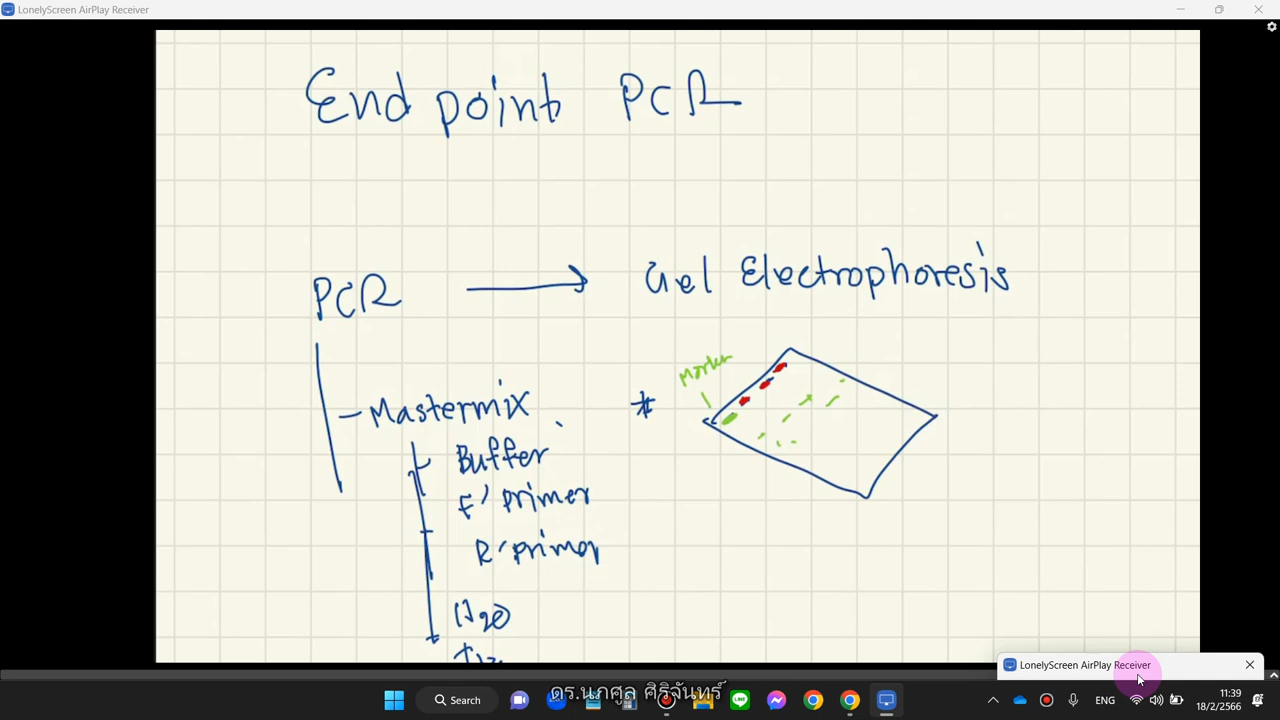 LonelyScreen AirPlay Receiver
End point PCR
PCR → Gel Electrophoresis
Marker
Mastermix *
Buffer
F' primer
R' primer
H2O
LonelyScreen AirPlay Receiver
Search
ดร.นภศล ศิริจันทร์
ENG
11:39
18/2/2566